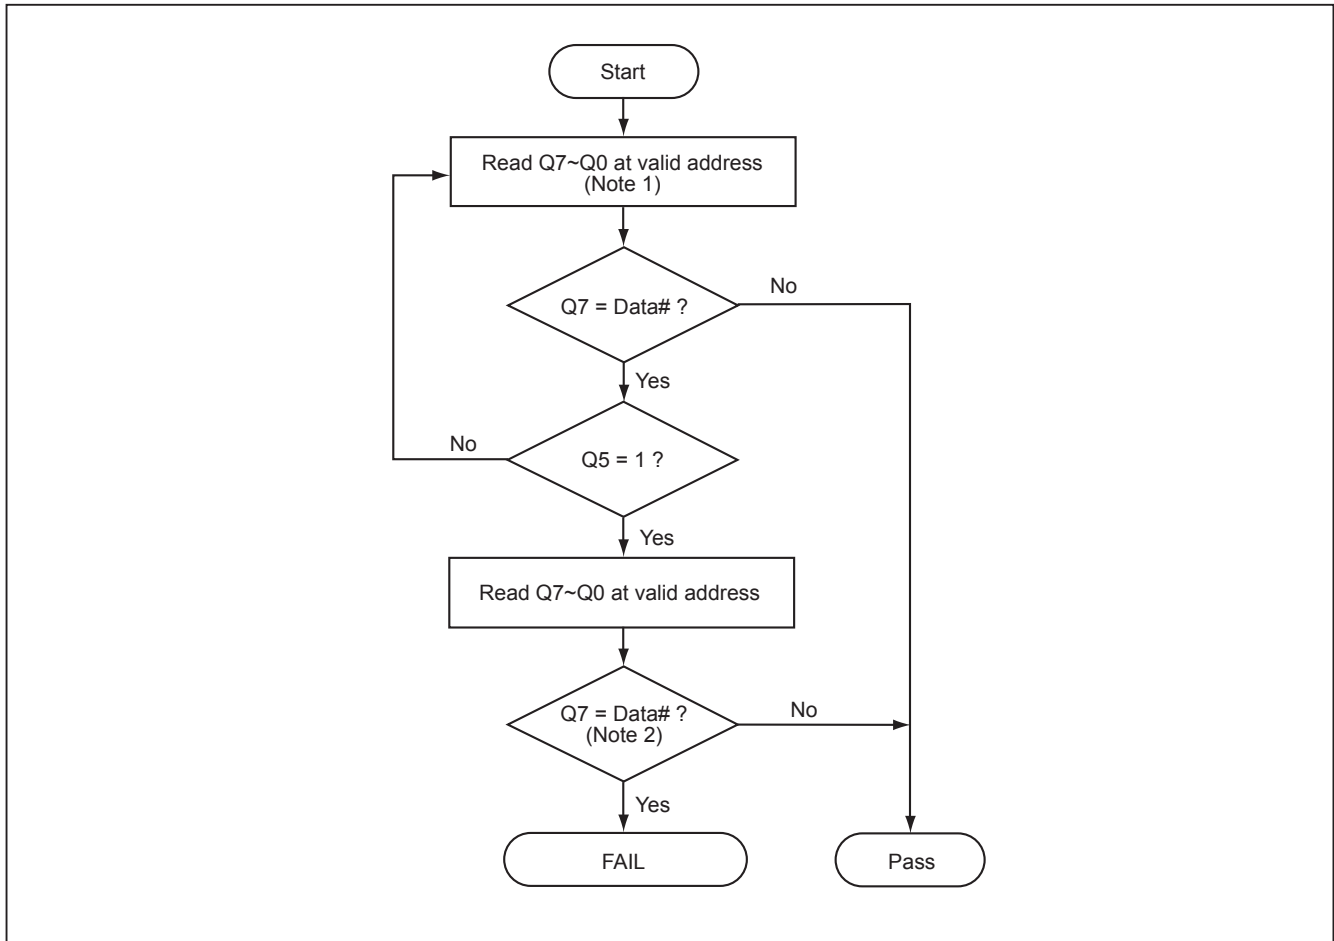 Start
Read Q7~Q0 at valid address
(Note 1)
No
Q7 = Data# ?
Yes
No
Q5 = 1 ?
Yes
Read Q7~Q0 at valid address
Q7 = Data# ?
(Note 2)
No
Yes
FAIL
Pass